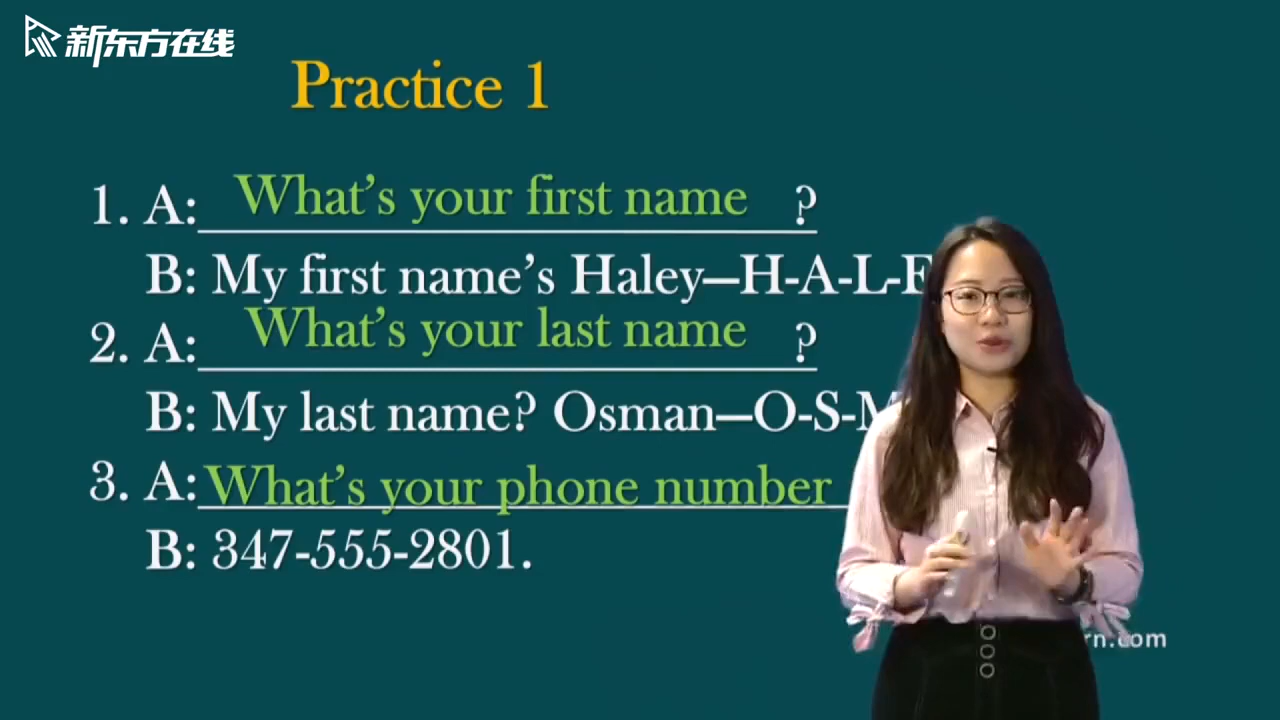 新东方在线
Practice 1
1. A: What's your first name ?
B: My first name's Haley—H-A-L-E
2. A: What's your last name ?
B: My last name? Osman—O-S-M
3. A: What's your phone number
B: 347-555-2801.
rn.com